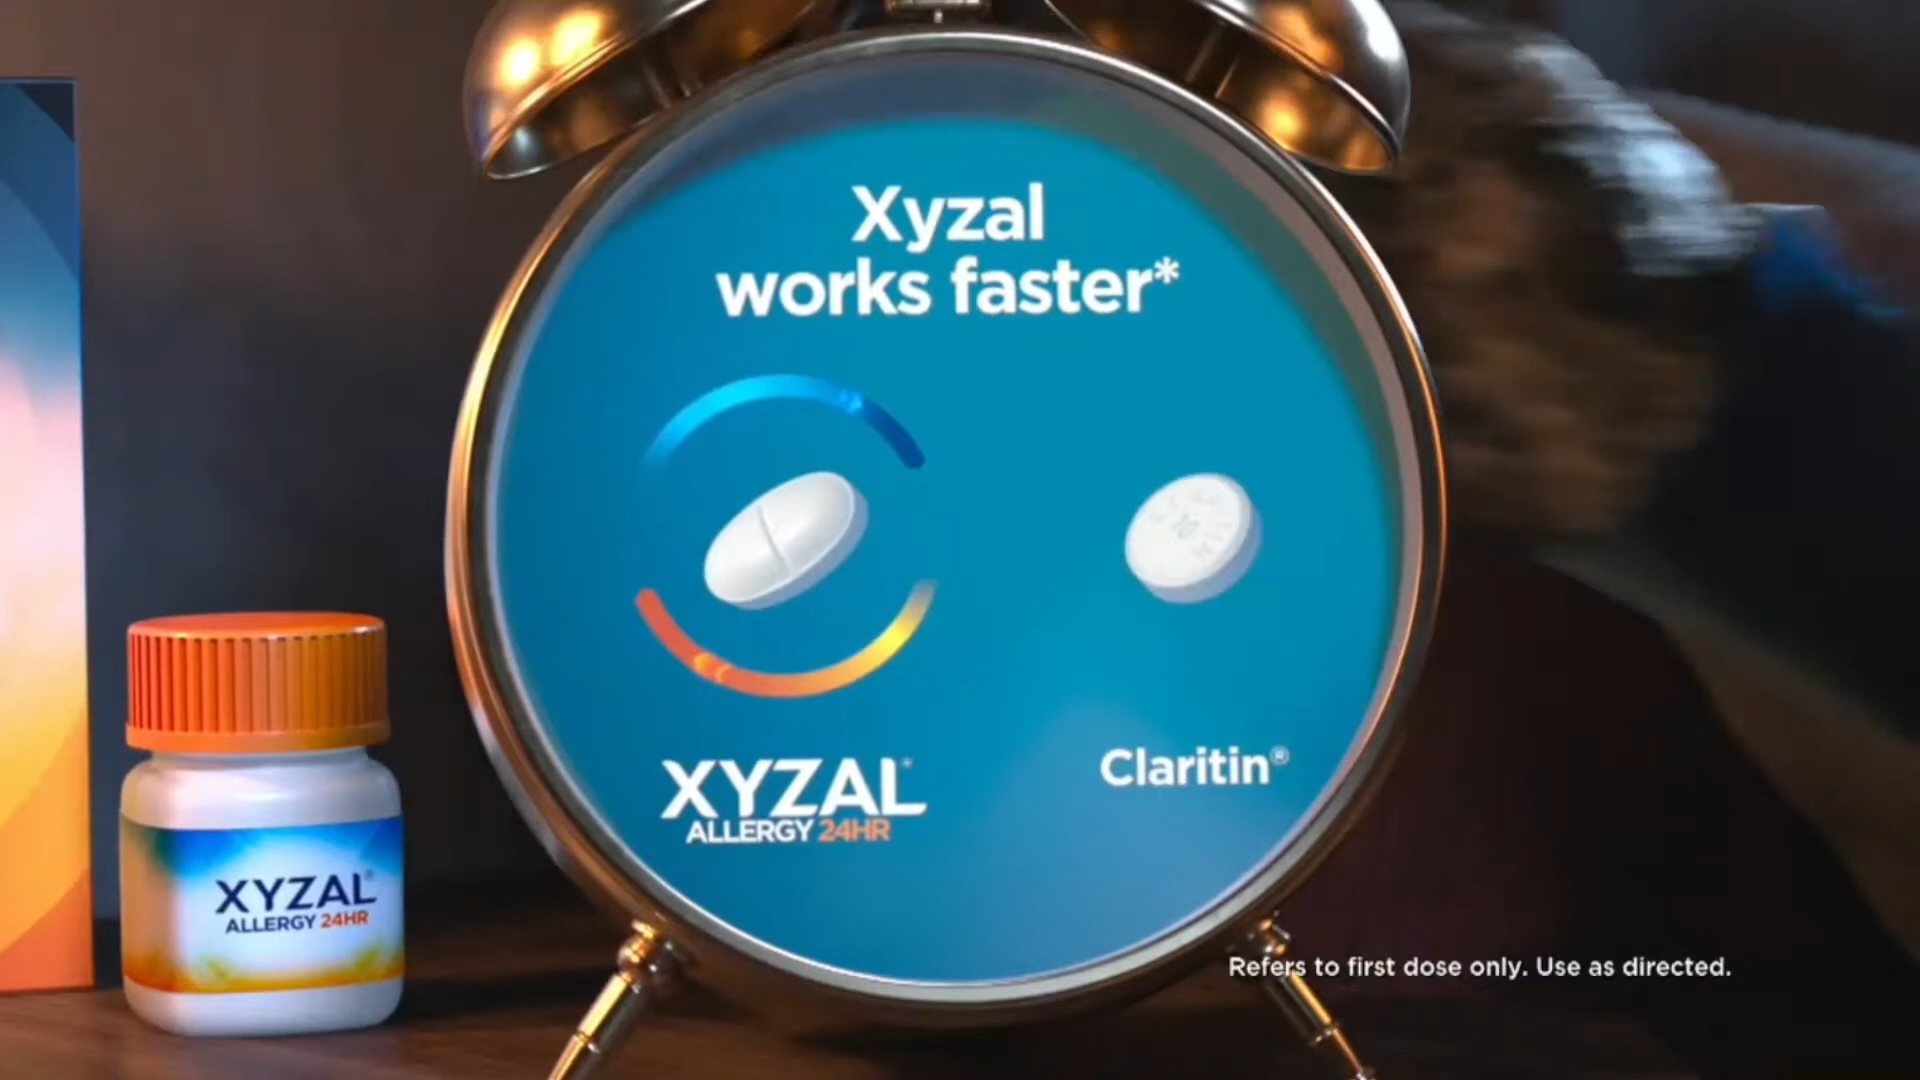 Xyzal
works faster*
XYZAL®
ALLERGY 24HR
Claritin®
XYZAL®
ALLERGY 24HR
Refers to first dose only. Use as directed.